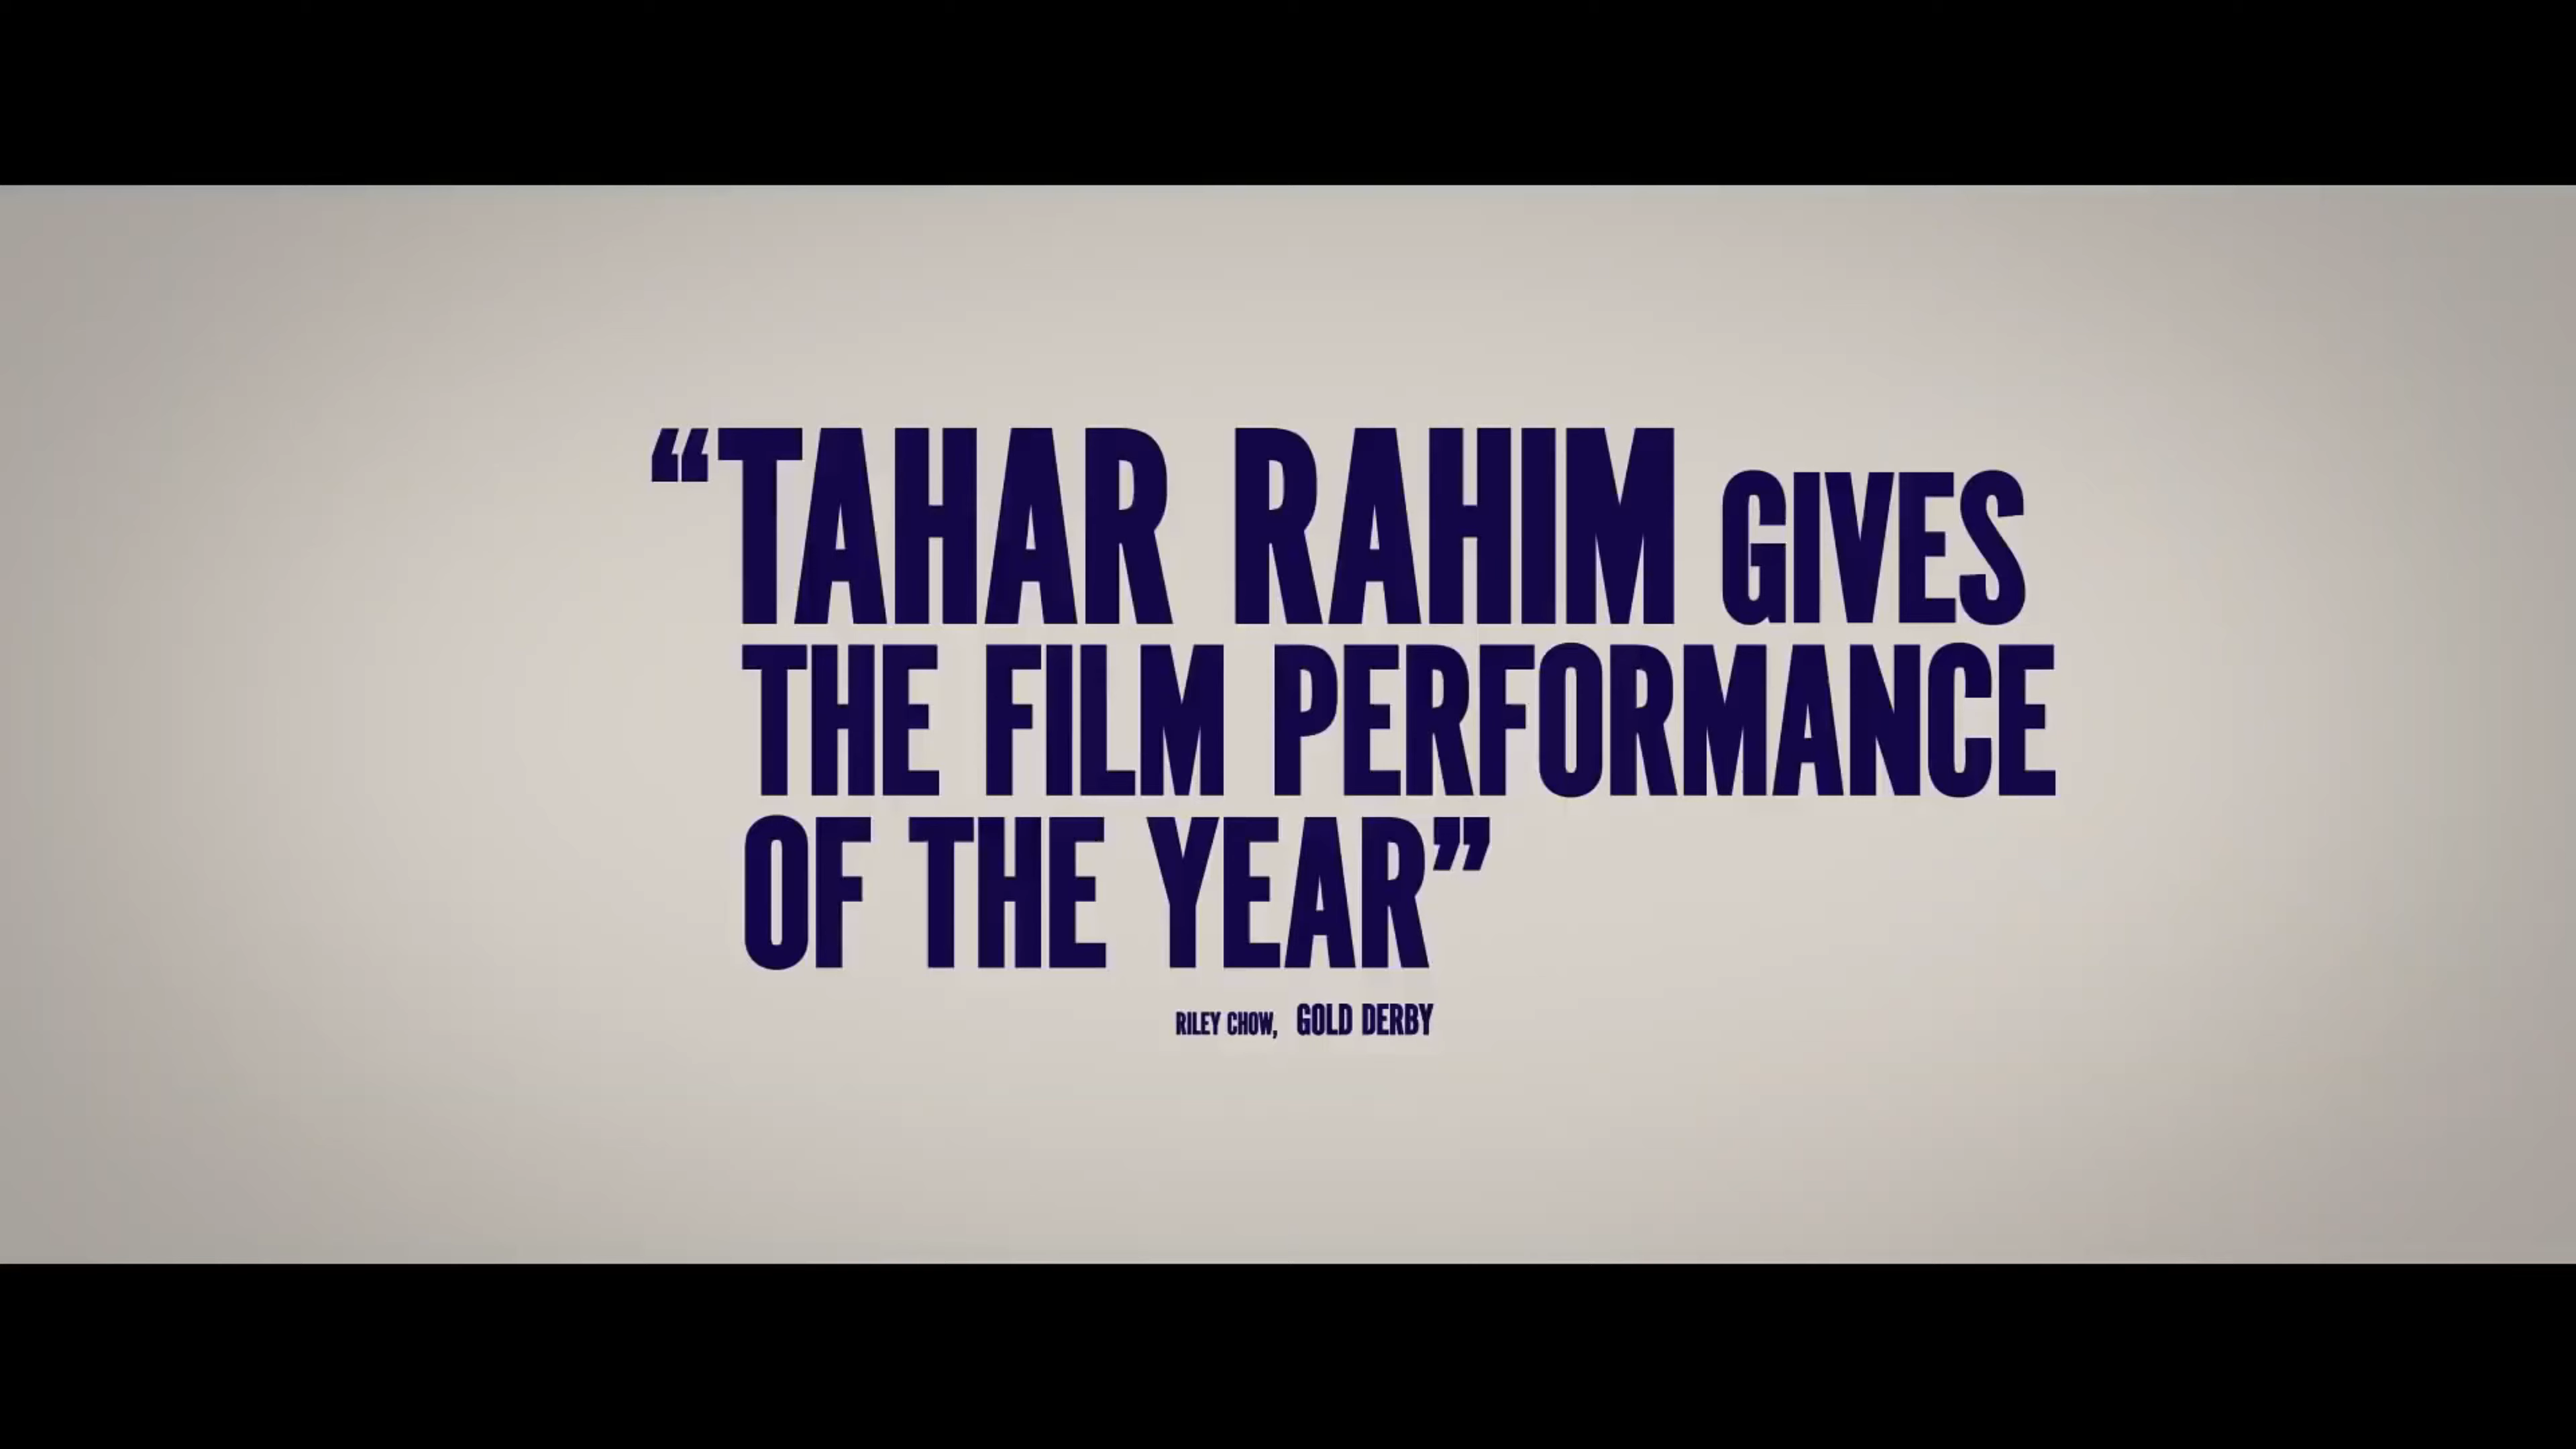 “TAHAR RAHIM GIVES
THE FILM PERFORMANCE
OF THE YEAR”
RILEY CHOW, GOLD DERBY